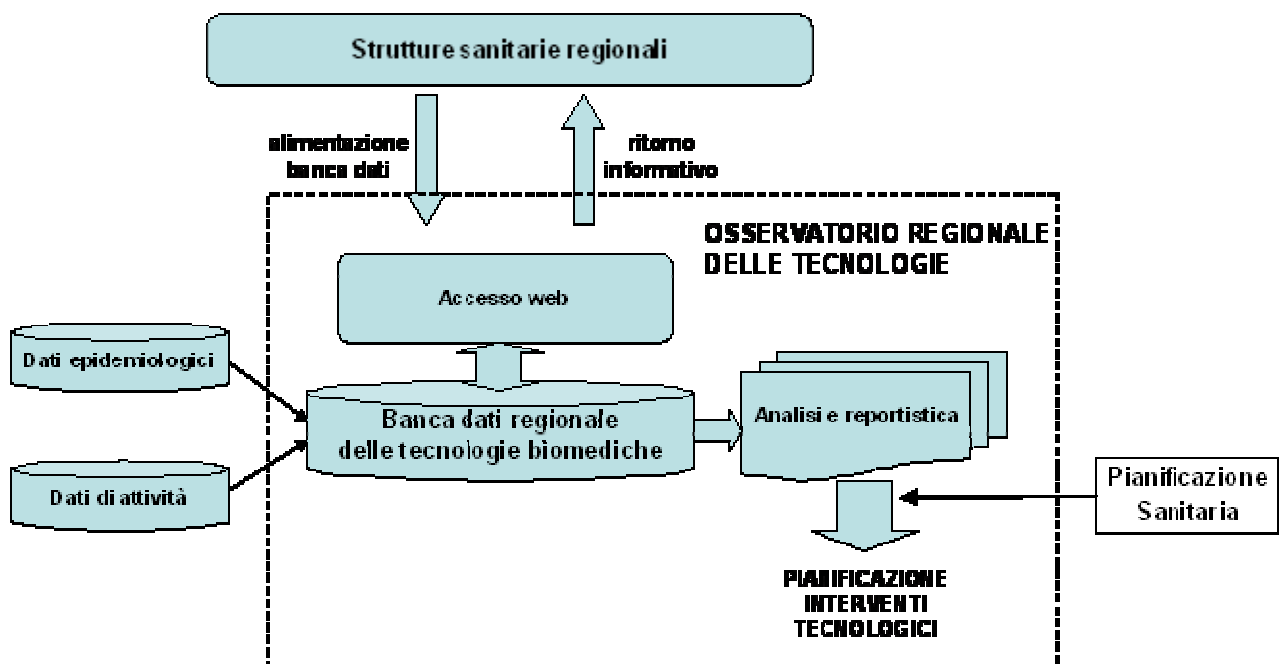 Strutture sanitarie regionali
alimentazione
banca dati
ritorno
informativo
OSSERVATORIO REGIONALE
DELLE TECNOLOGIE
Accesso web
Dati epidemiologici
Banca dati regionale
delle tecnologie biomediche
Analisi e reportistica
Dati di attività
Pianificazione
Sanitaria
PIANIFICAZIONE
INTERVENTI
TECNOLOGICI